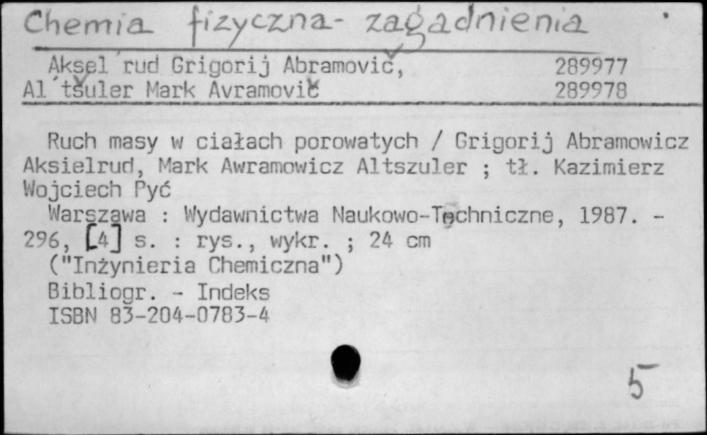 Chemia fizyczna - zagadnienia
Aksel'rud Grigorij Abramovič, 289977
Al'tšuler Mark Avramovič 289978
Ruch masy w ciałach porowatych / Grigorij Abramowicz
Aksielrud, Mark Awramowicz Altszuler ; tł. Kazimierz
Wojciech Pyć
Warszawa : Wydawnictwa Naukowo-Techniczne, 1987. -
296, [4] s. : rys., wykr. ; 24 cm
("Inżynieria Chemiczna")
Bibliogr. - Indeks
ISBN 83-204-0783-4
5